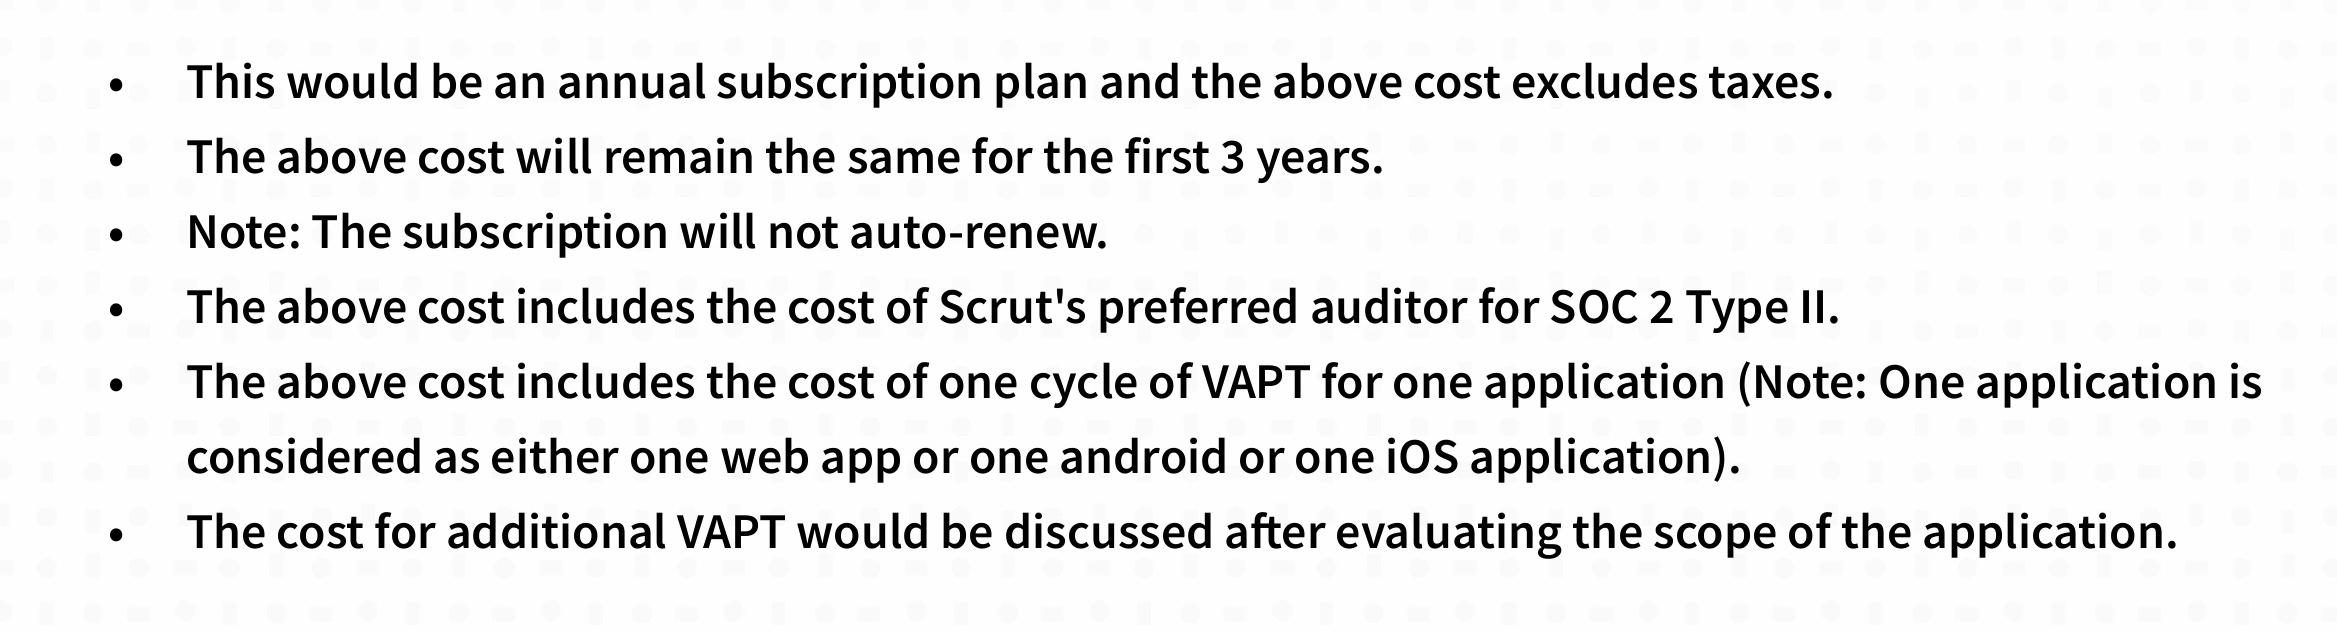 • This would be an annual subscription plan and the above cost excludes taxes.
• The above cost will remain the same for the first 3 years.
• Note: The subscription will not auto-renew.
• The above cost includes the cost of Scrut's preferred auditor for SOC 2 Type II.
• The above cost includes the cost of one cycle of VAPT for one application (Note: One application is
considered as either one web app or one android or one iOS application).
• The cost for additional VAPT would be discussed after evaluating the scope of the application.